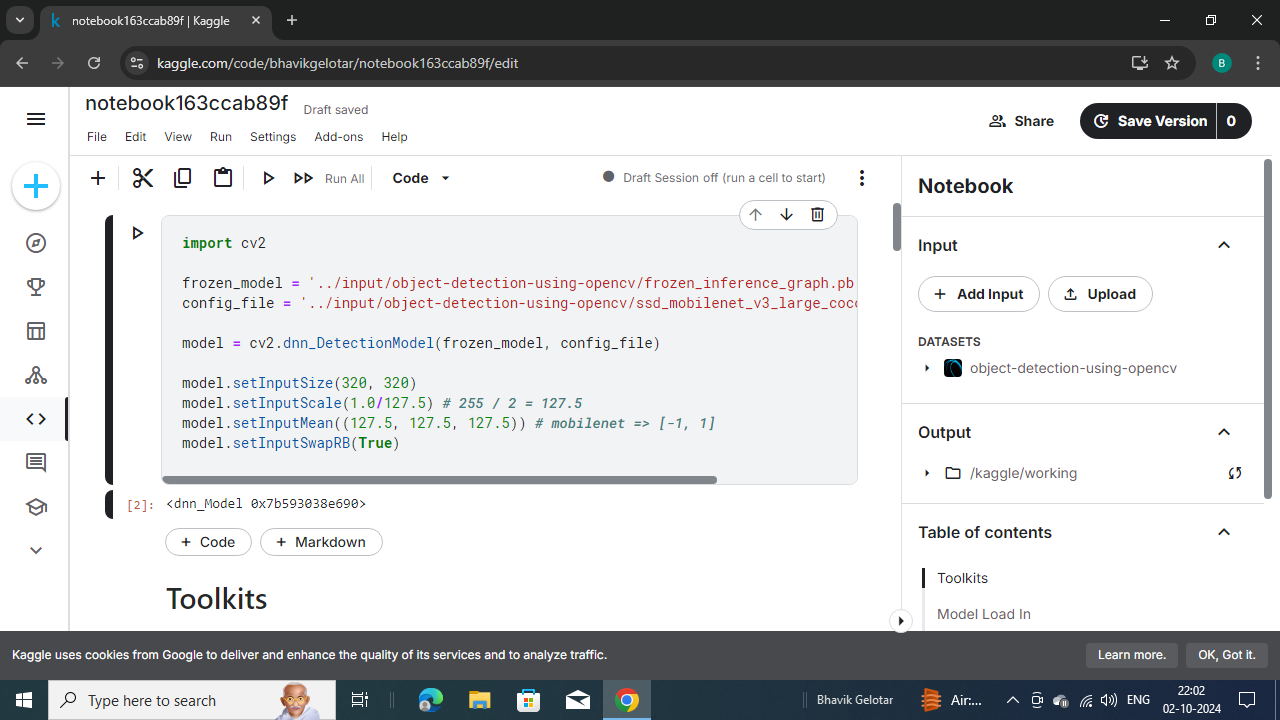 notebook163ccab89f | Kaggle
kaggle.com/code/bhavikgelotar/notebook163ccab89f/edit
B
notebook163ccab89f
Draft saved
File Edit View Run Settings Add-ons Help
Share
Save Version 0
Run All
Code
Draft Session off (run a cell to start)
import cv2
frozen_model = '../input/object-detection-using-opencv/frozen_inference_graph.pb
config_file = '../input/object-detection-using-opencv/ssd_mobilenet_v3_large_coco
model = cv2.dnn_DetectionModel(frozen_model, config_file)
model.setInputSize(320, 320)
model.setInputScale(1.0/127.5) # 255 / 2 = 127.5
model.setInputMean((127.5, 127.5, 127.5)) # mobilenet => [-1, 1]
model.setInputSwapRB(True)
[2]: <dnn_Model 0x7b593038e690>
+ Code + Markdown
Toolkits
Notebook
Input
+ Add Input Upload
DATASETS
object-detection-using-opencv
Output
/kaggle/working
Table of contents
Toolkits
Model Load In
Kaggle uses cookies from Google to deliver and enhance the quality of its services and to analyze traffic.
Learn more. OK, Got it.
Type here to search
Bhavik Gelotar
Air:...
ENG
22:02
02-10-2024